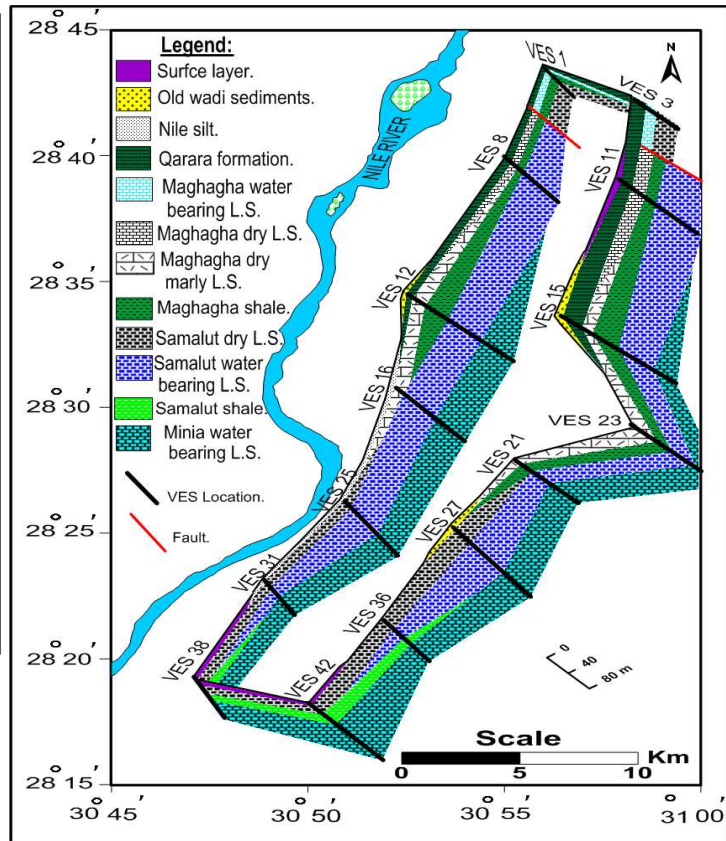 28° 45'
28° 40'
28° 35'
28° 30'
28° 25'
28° 20'
28° 15'
Legend:
Surfce layer.
Old wadi sediments.
Nile silt.
Qarara formation.
Maghagha water
bearing L.S.
Maghagha dry L.S.
Maghagha dry
marly L.S.
Maghagha shale.
Samalut dry L.S.
Samalut water
bearing L.S.
Samalut shale.
Minia water
bearing L.S.
VES Location.
Fault.
NILE RIVER
N
VES 1
VES 3
VES 8
VES 11
VES 12
VES 15
VES 16
VES 23
VES 21
VES 25
VES 27
VES 31
VES 36
VES 38
VES 42
0
40
80 m
Scale
0 5 10 Km
30° 45' 30° 50' 30° 55' 31° 00'